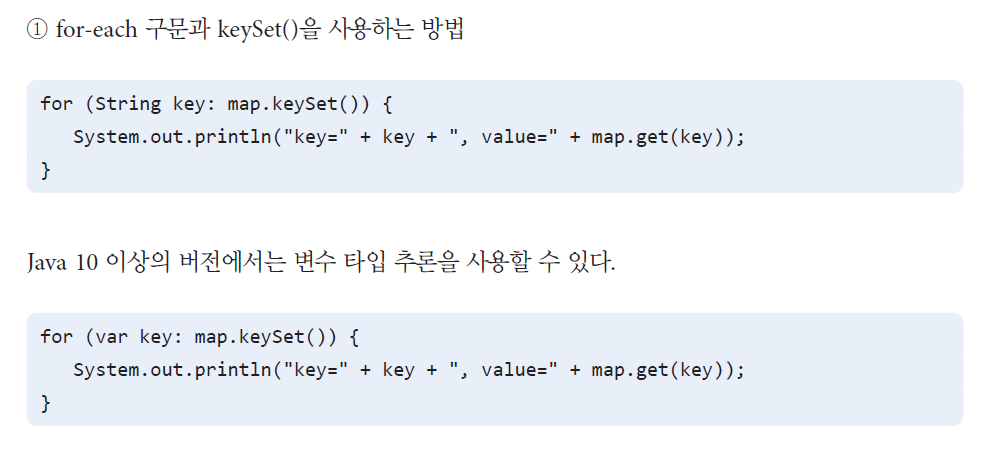 ① for-each 구문과 keySet()을 사용하는 방법
for (String key: map.keySet()) {
   System.out.println("key=" + key + ", value=" + map.get(key));
}
Java 10 이상의 버전에서는 변수 타입 추론을 사용할 수 있다.
for (var key: map.keySet()) {
   System.out.println("key=" + key + ", value=" + map.get(key));
}